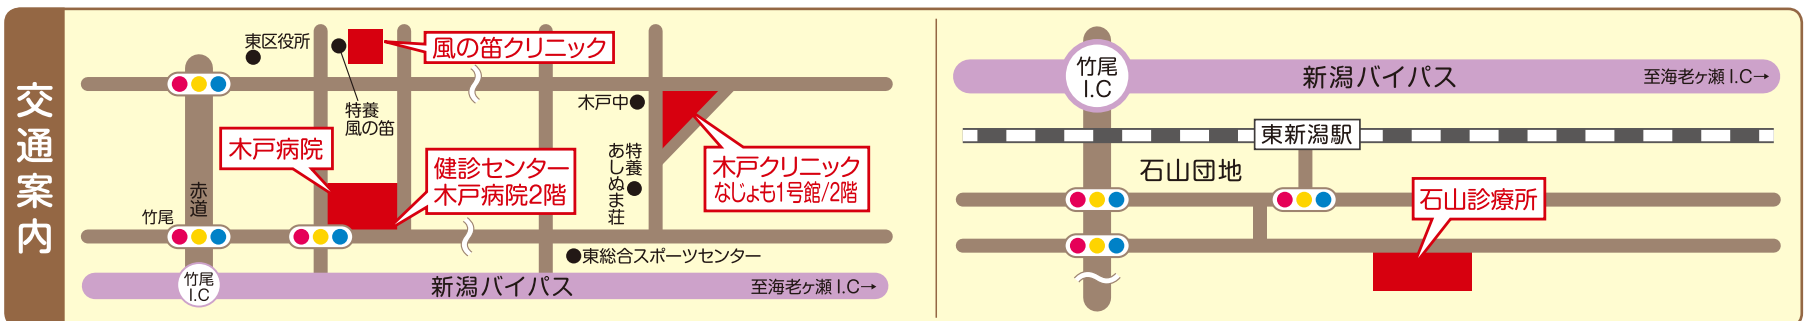 交通案内
東区役所
風の笛クリニック
特養
風の笛
木戸中
木戸病院
健診センター
木戸病院2階
特養
あしぬま荘
木戸クリニック
なじょも1号館/2階
赤道
竹尾
東総合スポーツセンター
竹尾
I.C
新潟バイパス
至海老ヶ瀬 I.C→
竹尾
I.C
新潟バイパス
至海老ヶ瀬 I.C→
東新潟駅
石山団地
石山診療所